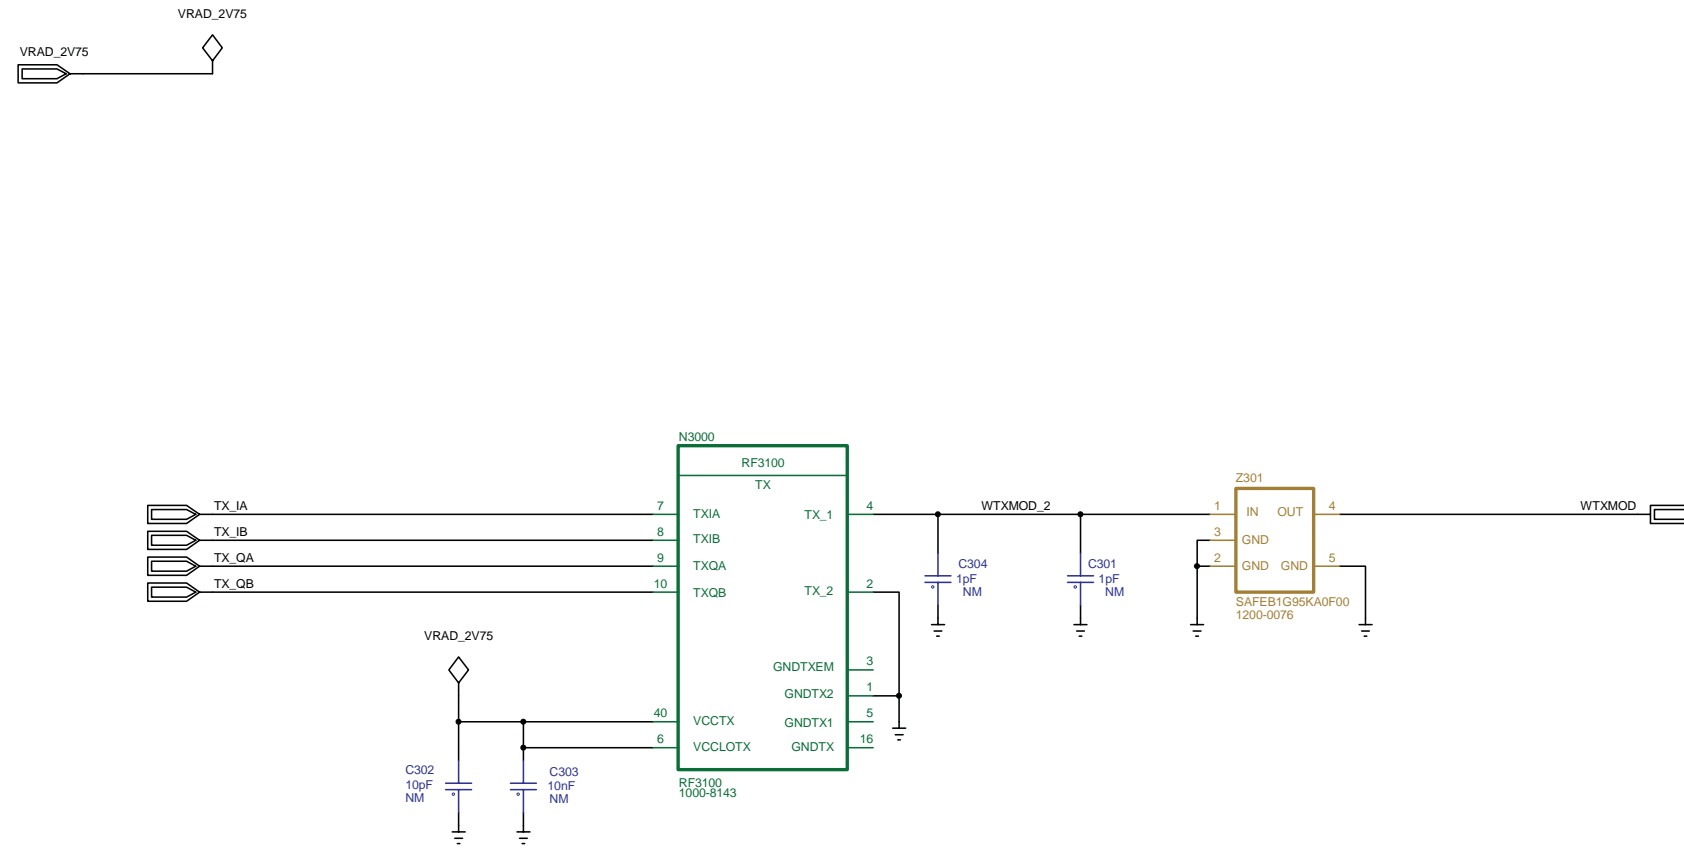 VRAD_2V75
VRAD_2V75
N3000
RF3100
TX
TX_IA
7
TXIA
TX_1
4
WTXMOD_2
TX_IB
8
TXIB
TX_QA
9
TXQA
TX_QB
10
TXQB
TX_2
2
Z301
1
IN
OUT
4
WTXMOD
3
GND
2
GND
GND
5
SAFEB1G95KA0F00
1200-0076
C304
1pF
NM
C301
1pF
NM
VRAD_2V75
GNDTXEM
3
GNDTX2
1
40
VCCTX
GNDTX1
5
6
VCCLOTX
GNDTX
16
C302
10pF
NM
C303
10nF
NM
RF3100
1000-8143